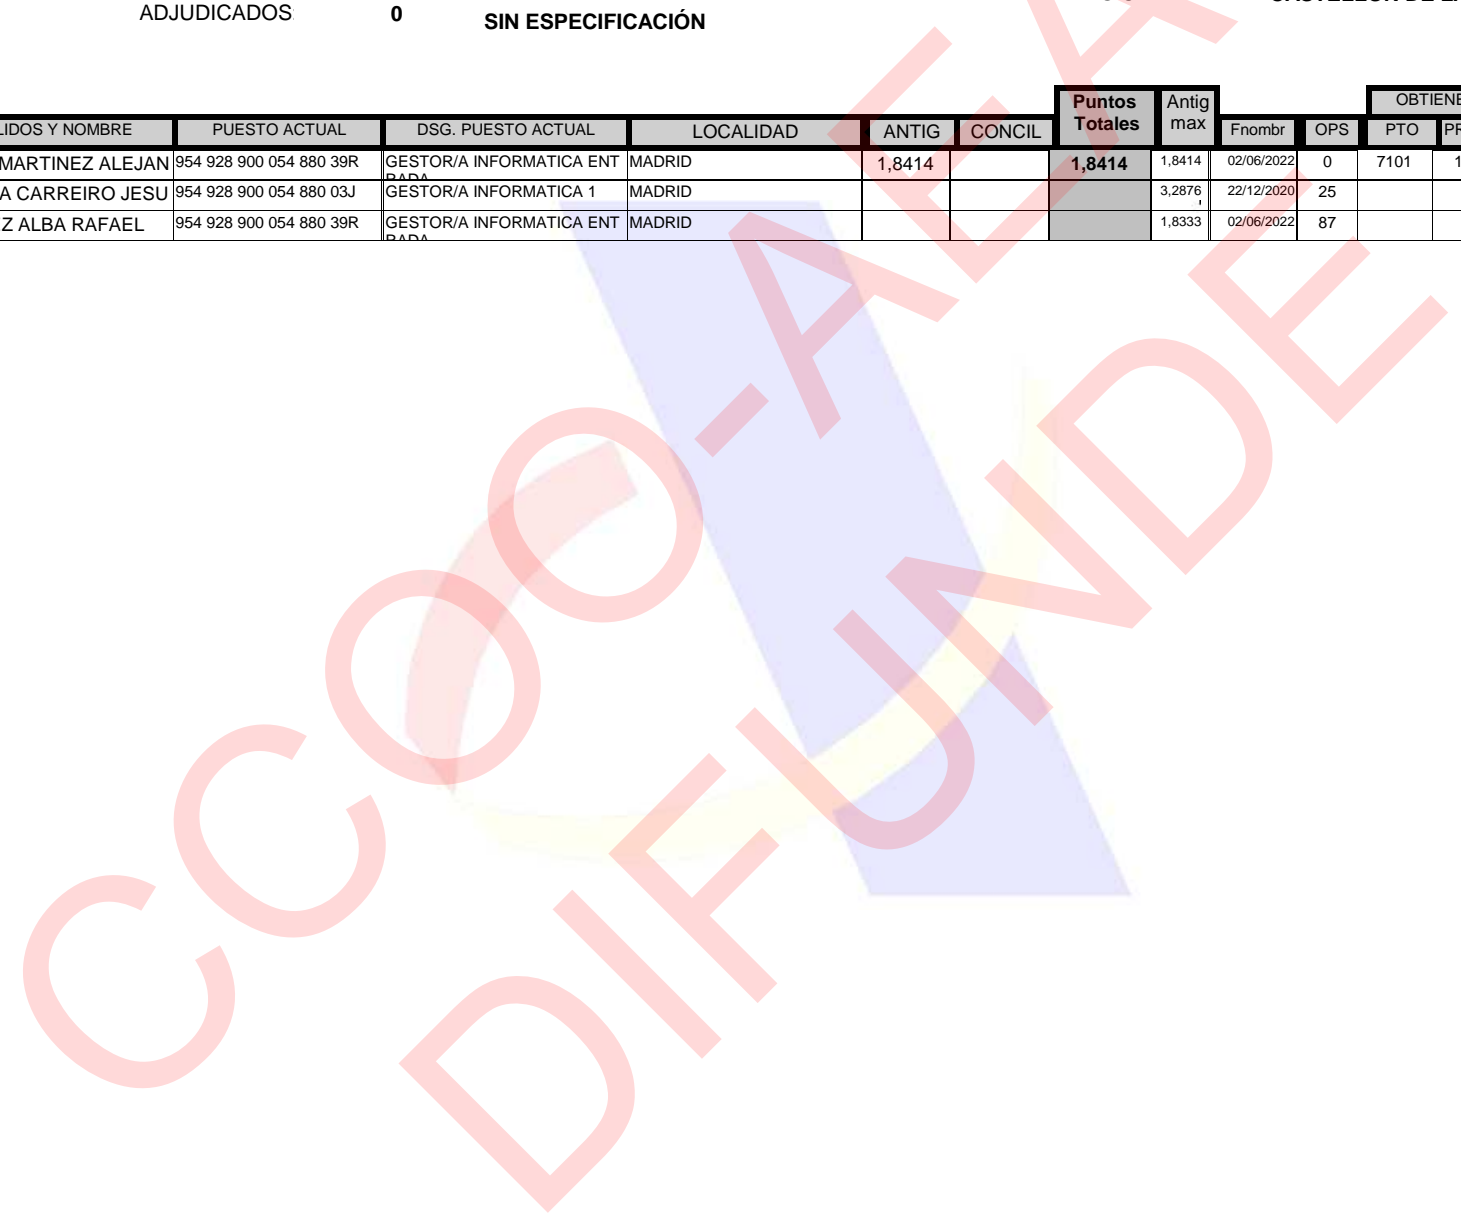 ADJUDICADOS 0 SIN ESPECIFICACIÓN
Puntos Totales Antig max OBTIENE
LIDOS Y NOMBRE PUESTO ACTUAL DSG. PUESTO ACTUAL LOCALIDAD ANTIG CONCIL Fnombr OPS PTO PR
MARTINEZ ALEJAN 954 928 900 054 880 39R GESTOR/A INFORMATICA ENT MADRID 1,8414 1,8414 1,8414 02/06/2022 0 7101 1
A CARREIRO JESU 954 928 900 054 880 03J GESTOR/A INFORMATICA 1 MADRID 3,2876 22/12/2020 25
Z ALBA RAFAEL 954 928 900 054 880 39R GESTOR/A INFORMATICA ENT MADRID 1,8333 02/06/2022 87
CCOO-AEA
DIFUNDE